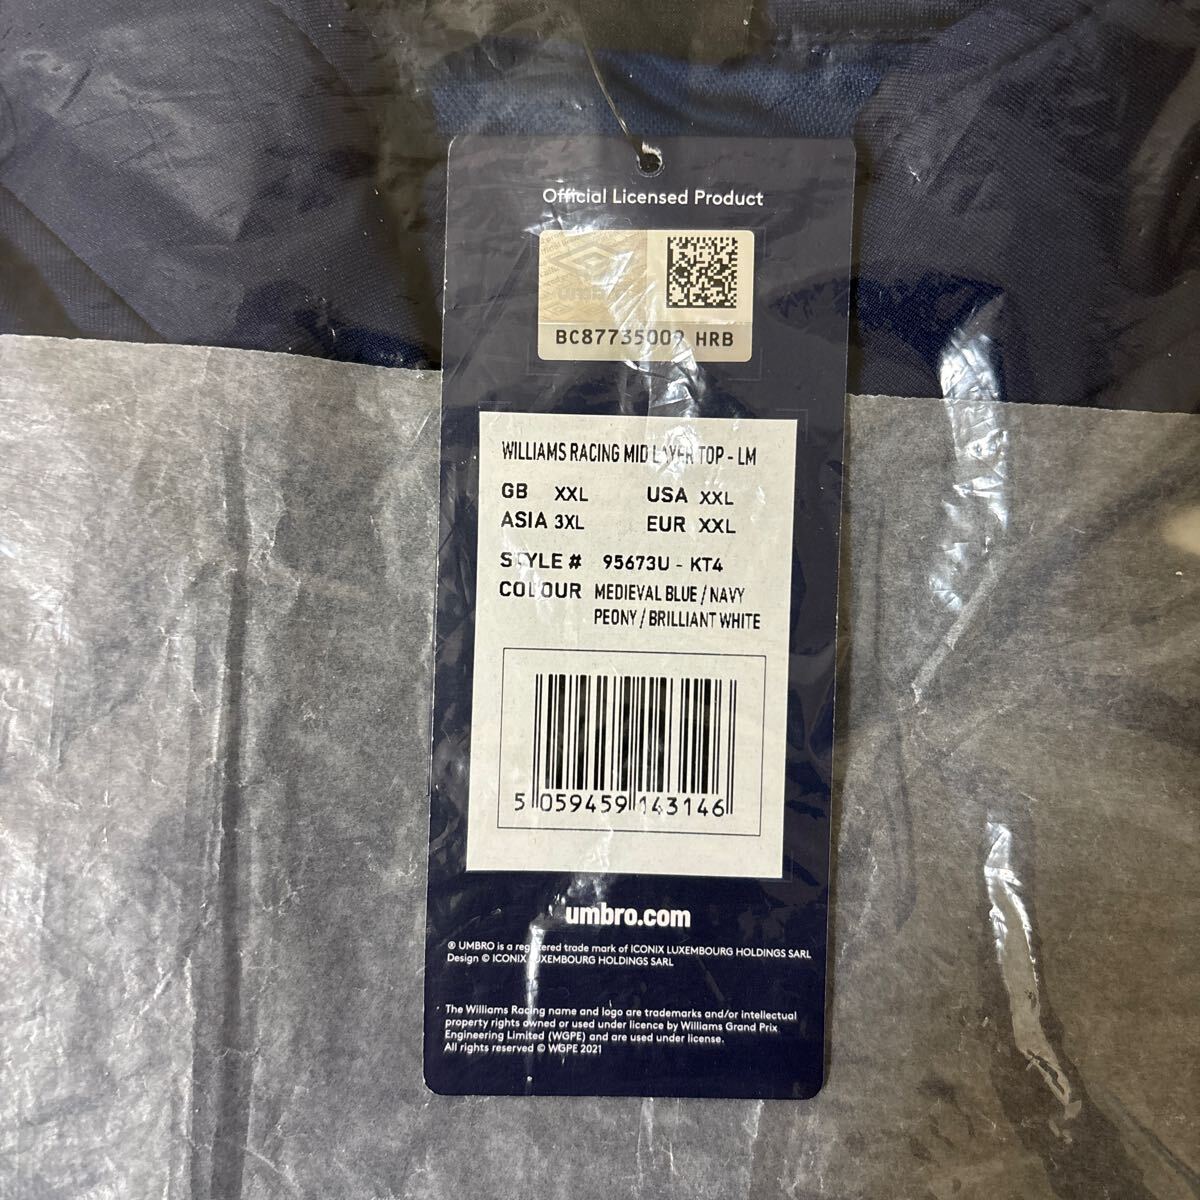 Official Licensed Product
BC87735009 HRB
WILLIAMS RACING MID LAYER TOP - LM
GB XXL USA XXL
ASIA 3XL EUR XXL
STYLE # 95673U - KT4
COLOUR MEDIEVAL BLUE / NAVY
PEONY / BRILLIANT WHITE
5 059459 143146
umbro.com
® UMBRO is a registered trade mark of ICONIX LUXEMBOURG HOLDINGS SARL
Design © ICONIX LUXEMBOURG HOLDINGS SARL
The Williams Racing name and logo are trademarks and/or intellectual
property rights owned or used under licence by Williams Grand Prix
Engineering Limited (WGPE) and are used under license.
All rights reserved © WGPE 2021